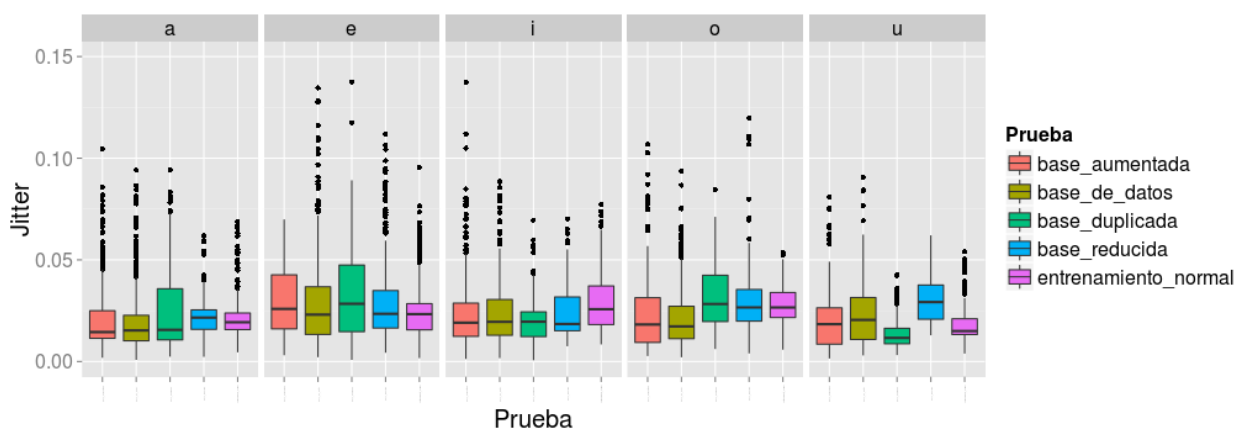 a e i o u
0.15
0.10
0.05
0.00
Jitter
Prueba
Prueba
base_aumentada
base_de_datos
base_duplicada
base_reducida
entrenamiento_normal